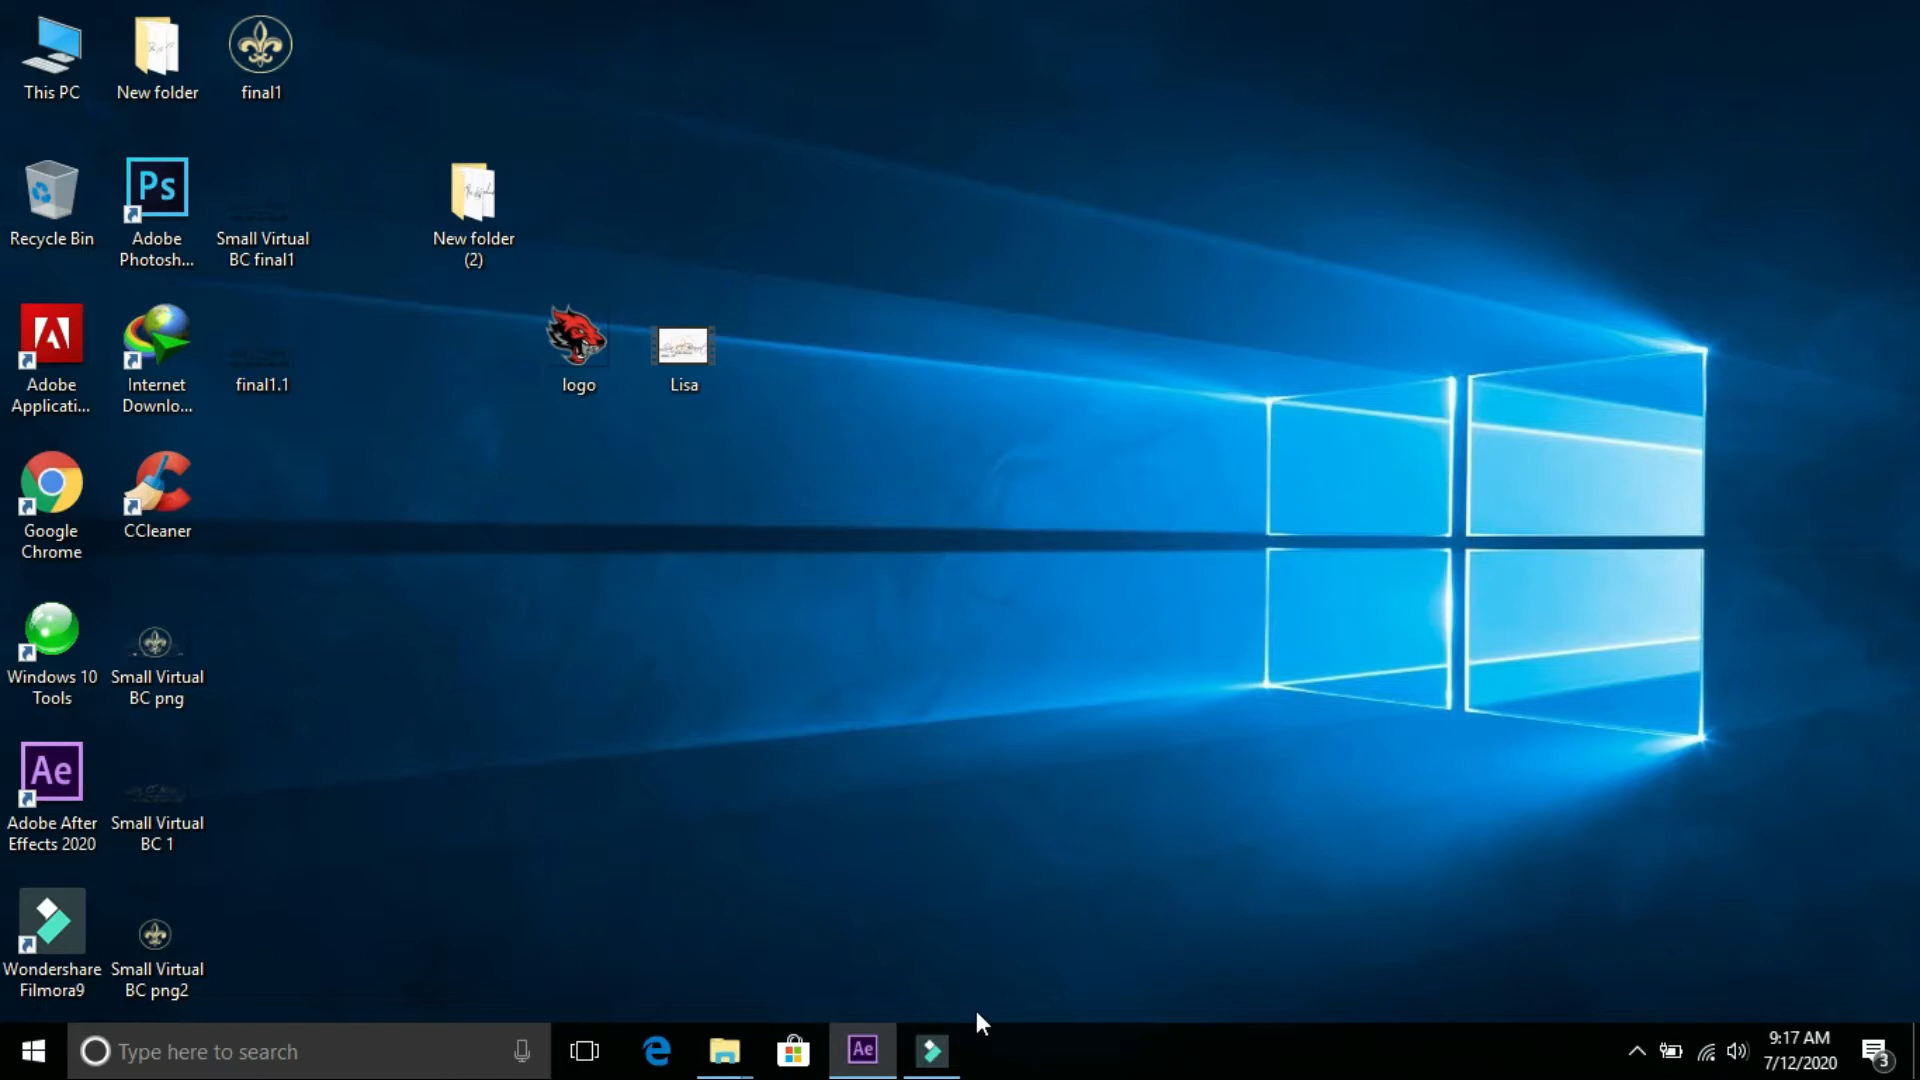 This PC
New folder
final1
Recycle Bin
Ps
Adobe
Photosh...
Small Virtual
BC final1
New folder
(2)
Adobe
Applicati...
Internet
Downlo...
final1.1
logo
Lisa
Google
Chrome
CCleaner
Windows 10
Tools
Small Virtual
BC png
Ae
Adobe After
Effects 2020
Small Virtual
BC 1
Wondershare
Filmora9
Small Virtual
BC png2
Type here to search
Ae
9:17 AM
7/12/2020
3